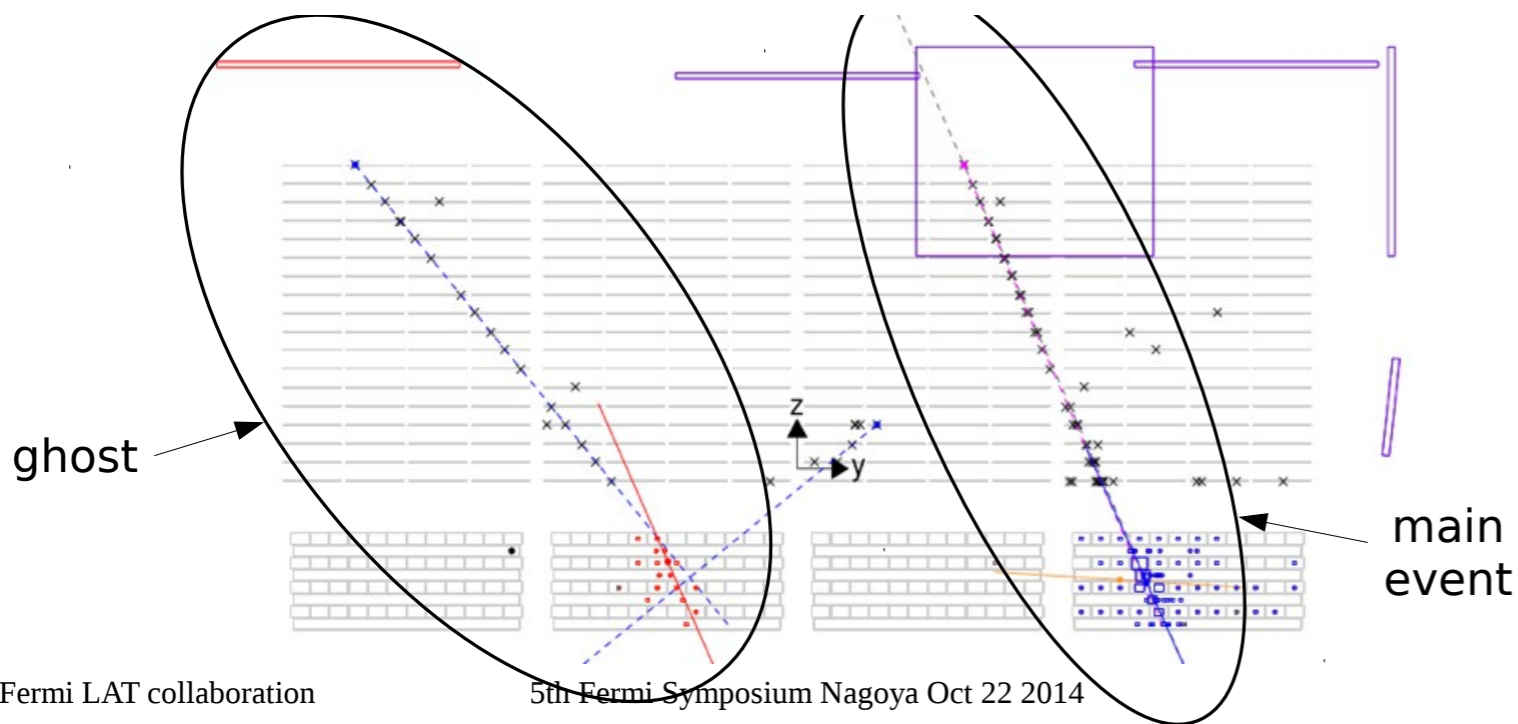 z
y
ghost
main
event
Fermi LAT collaboration
5th Fermi Symposium Nagoya Oct 22 2014